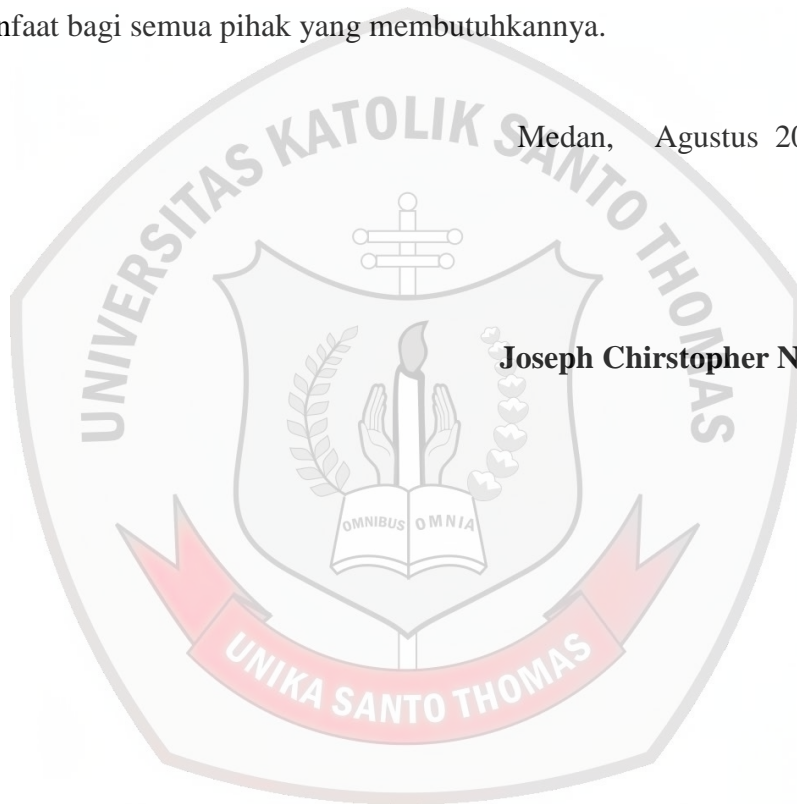 nfaat bagi semua pihak yang membutuhkannya.
Medan, Agustus 20
Joseph Chirstopher N
UNIVERSITAS KATOLIK SANTO THOMAS
OMNIBUS OMNIA
UNIKA SANTO THOMAS